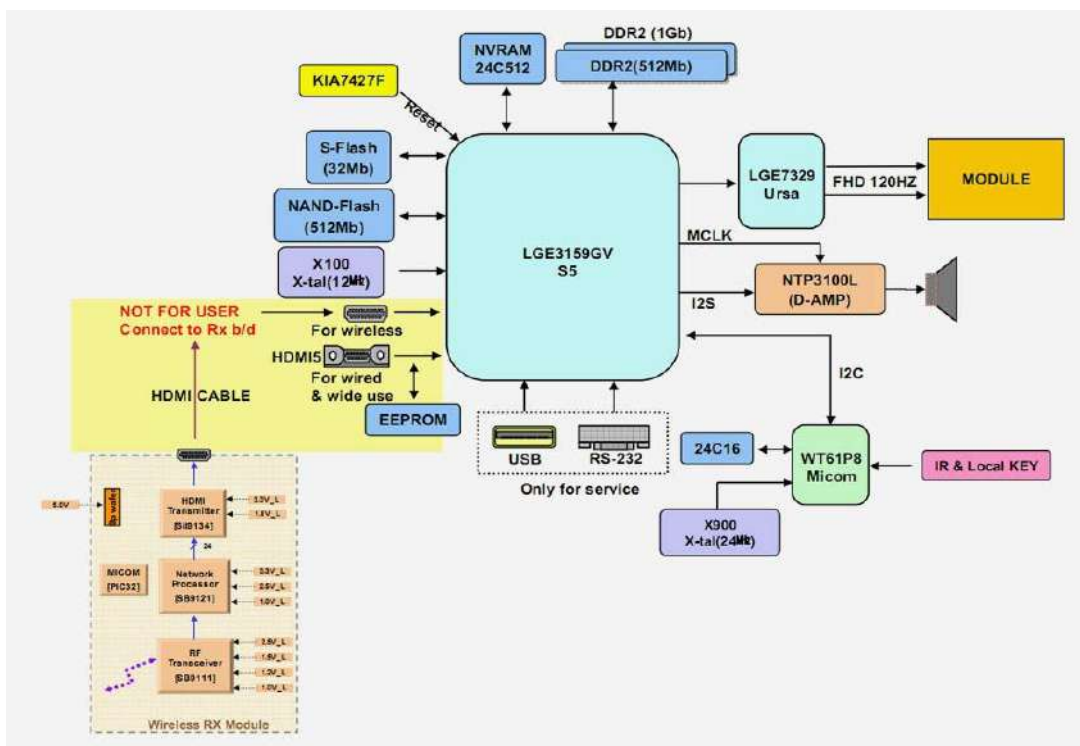 DDR2 (1Gb)
NVRAM
24C512
DDR2(512Mb)
KIA7427F
Reset
S-Flash
(32Mb)
NAND-Flash
(512Mb)
X100
X-tal(12MHz)
LGE3159GV
S5
LGE7329
Ursa
FHD 120HZ
MODULE
MCLK
NTP3100L
(D-AMP)
I2S
NOT FOR USER
Connect to Rx b/d
For wireless
HDMI5
For wired
& wide use
HDMI CABLE
EEPROM
I2C
USB
RS-232
Only for service
24C16
WT61P8
Micom
IR & Local KEY
X900
X-tal(24MHz)
HDMI
Transmitter
[SiI9134]
24
MICOM
[PIC32]
Network
Processor
[SB9121]
RF
Transceiver
[SB9111]
Wireless RX Module